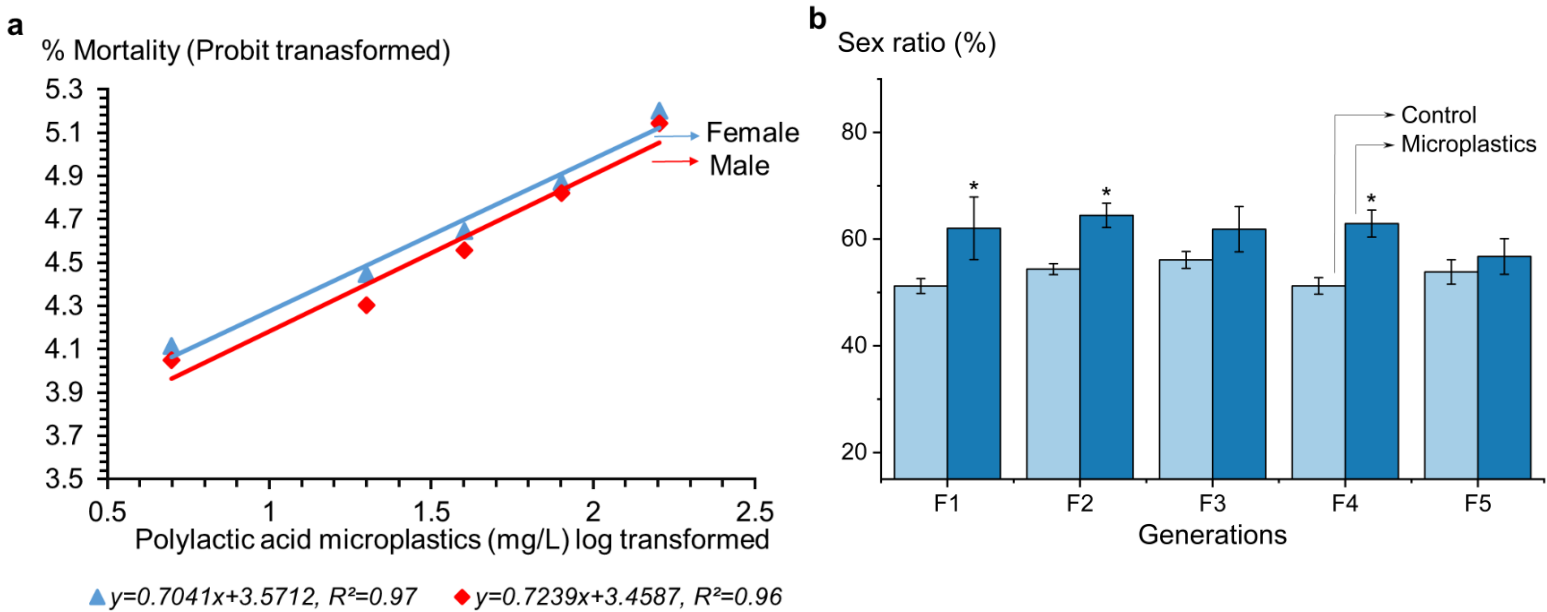 a
% Mortality (Probit tranasformed)
5.3
5.1
4.9
4.7
4.5
4.3
4.1
3.9
3.7
3.5
Female
Male
0.5 1 1.5 2 2.5
Polylactic acid microplastics (mg/L) log transformed
y=0.7041x+3.5712, R²=0.97 y=0.7239x+3.4587, R²=0.96
b
Sex ratio (%)
80
60
40
20
Control
Microplastics
* * *
F1 F2 F3 F4 F5
Generations